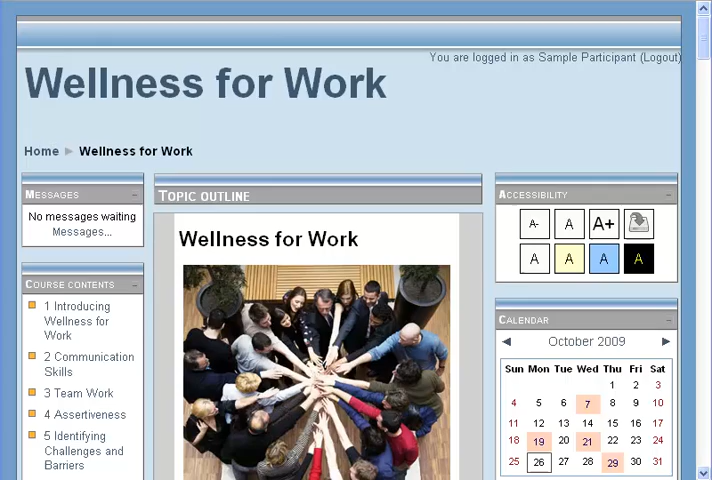 You are logged in as Sample Participant (Logout)
Wellness for Work
Home ► Wellness for Work
MESSAGES
No messages waiting
Messages...
COURSE CONTENTS
1 Introducing
Wellness for
Work
2 Communication
Skills
3 Team Work
4 Assertiveness
5 Identifying
Challenges and
Barriers
TOPIC OUTLINE
Wellness for Work
ACCESSIBILITY
A- A A+
A A A A
CALENDAR
◄ October 2009 ►
Sun Mon Tue Wed Thu Fri Sat
1 2 3
4 5 6 7 8 9 10
11 12 13 14 15 16 17
18 19 20 21 22 23 24
25 26 27 28 29 30 31